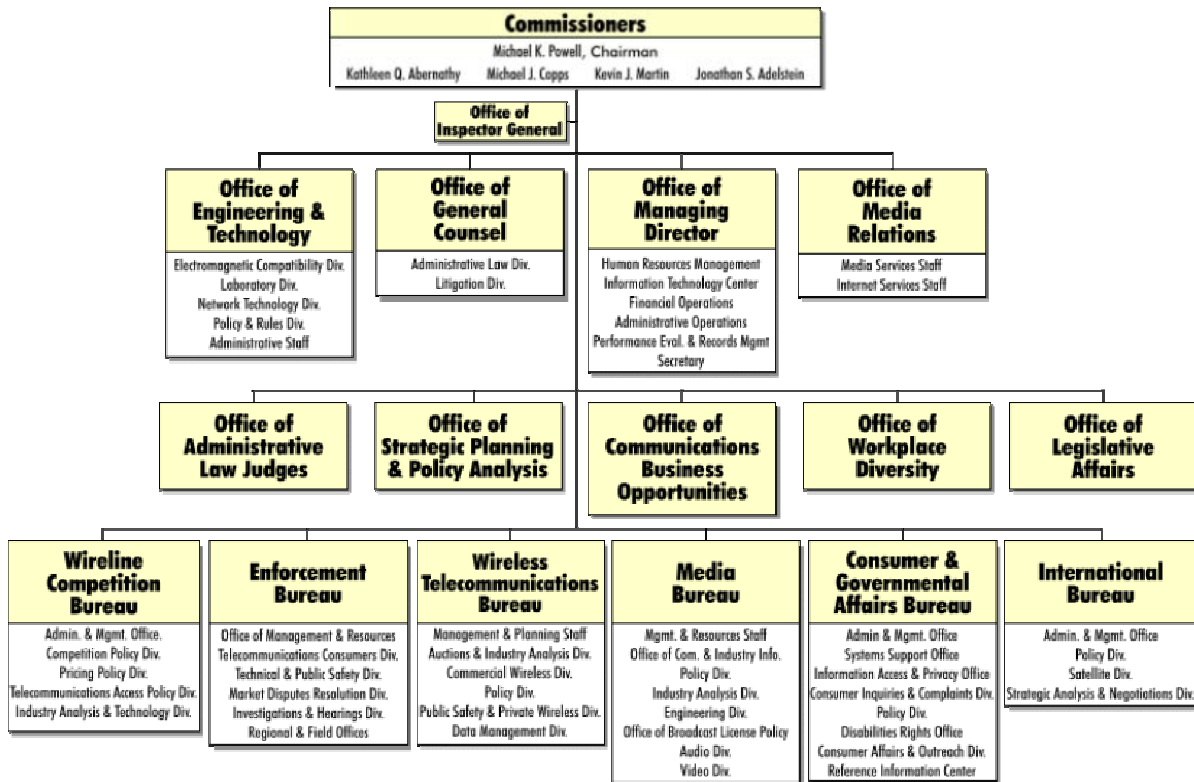 Commissioners
Michael K. Powell, Chairman
Kathleen Q. Abernathy Michael J. Copps Kevin J. Martin Jonathan S. Adelstein
Office of
Inspector General
Office of
Engineering &
Technology
Electromagnetic Compatibility Div.
Laboratory Div.
Network Technology Div.
Policy & Rules Div.
Administrative Staff
Office of
General
Counsel
Administrative Law Div.
Litigation Div.
Office of
Managing
Director
Human Resources Management
Information Technology Center
Financial Operations
Administrative Operations
Performance Eval. & Records Mgmt
Secretary
Office of
Media
Relations
Media Services Staff
Internet Services Staff
Office of
Administrative
Law Judges
Office of
Strategic Planning
& Policy Analysis
Office of
Communications
Business
Opportunities
Office of
Workplace
Diversity
Office of
Legislative
Affairs
Wireline
Competition
Bureau
Admin. & Mgmt. Office.
Competition Policy Div.
Pricing Policy Div.
Telecommunications Access Policy Div.
Industry Analysis & Technology Div.
Enforcement
Bureau
Office of Management & Resources
Telecommunications Consumers Div.
Technical & Public Safety Div.
Market Disputes Resolution Div.
Investigations & Hearings Div.
Regional & Field Offices
Wireless
Telecommunications
Bureau
Management & Planning Staff
Auctions & Industry Analysis Div.
Commercial Wireless Div.
Policy Div.
Public Safety & Private Wireless Div.
Data Management Div.
Media
Bureau
Mgmt. & Resources Staff
Office of Com. & Industry Info.
Policy Div.
Industry Analysis Div.
Engineering Div.
Office of Broadcast License Policy
Audio Div.
Video Div.
Consumer &
Governmental
Affairs Bureau
Admin & Mgmt. Office
Systems Support Office
Information Access & Privacy Office
Consumer Inquiries & Complaints Div.
Policy Div.
Disabilities Rights Office
Consumer Affairs & Outreach Div.
Reference Information Center
International
Bureau
Admin. & Mgmt. Office
Policy Div.
Satellite Div.
Strategic Analysis & Negotiations Div.